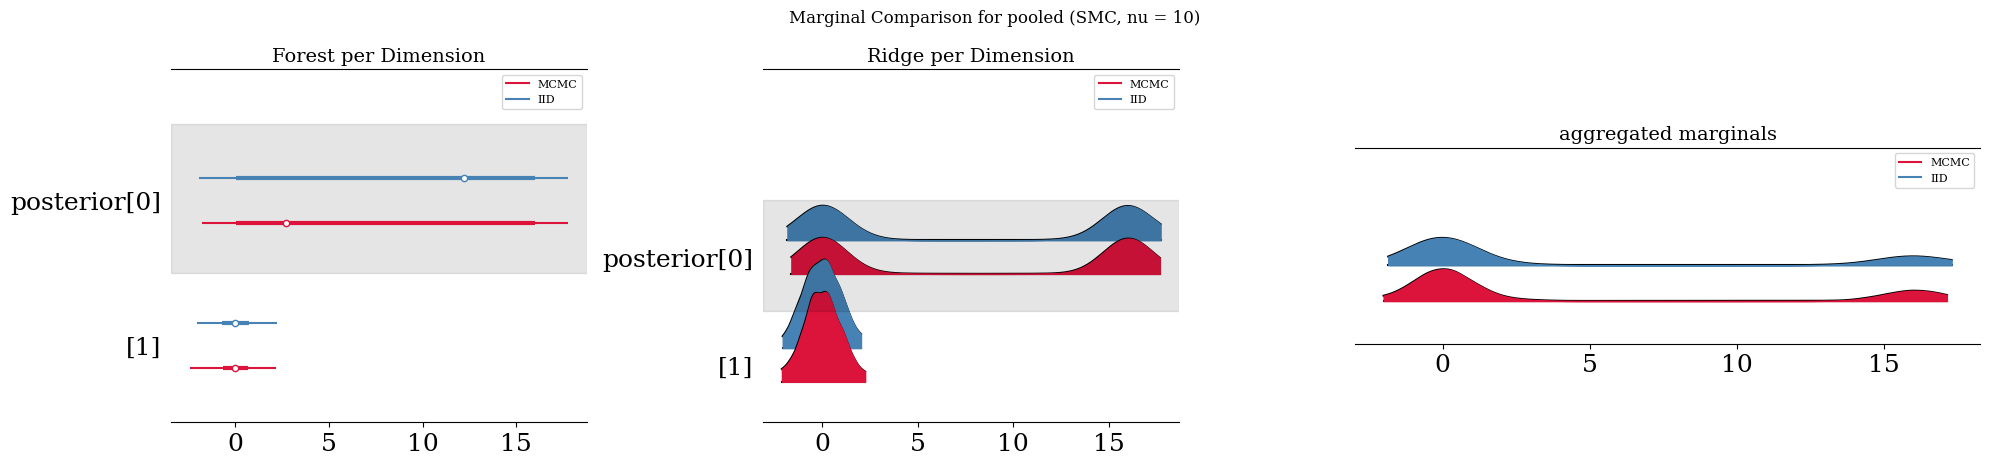 Marginal Comparison for pooled (SMC, nu = 10)
Forest per Dimension
MCMC
IID
posterior[0]
[1]
0 5 10 15
Ridge per Dimension
MCMC
IID
posterior[0]
[1]
0 5 10 15
aggregated marginals
MCMC
IID
0 5 10 15